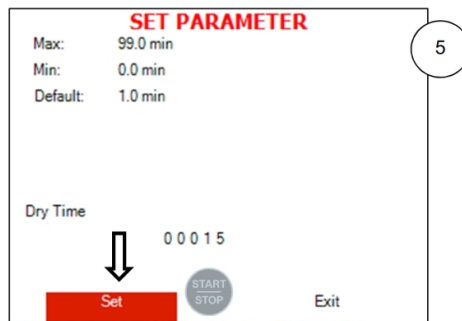 SET PARAMETER
Max: 99.0 min
5
Min: 0.0 min
Default: 1.0 min
Dry Time
0 0 0 1 5
START
STOP
Set Exit